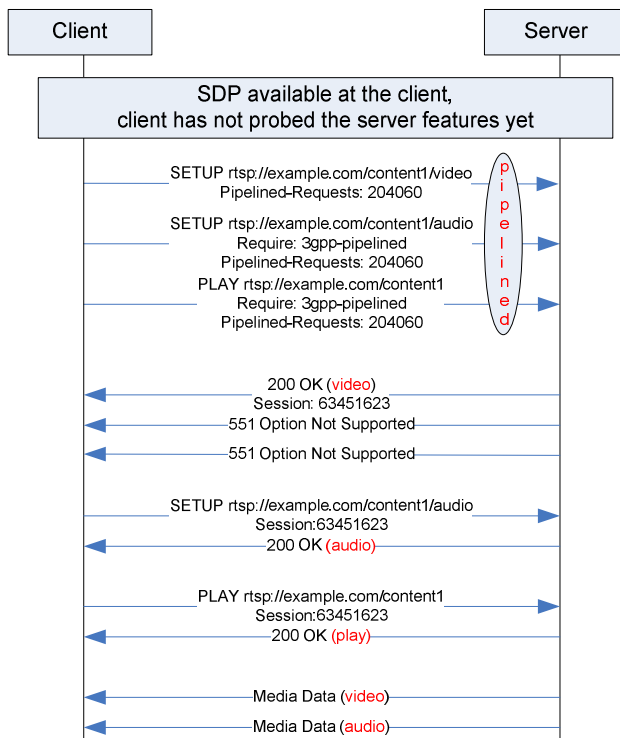 Client
Server
SDP available at the client,
client has not probed the server features yet
SETUP rtsp://example.com/content1/video
Pipelined-Requests: 204060
SETUP rtsp://example.com/content1/audio
Require: 3gpp-pipelined
Pipelined-Requests: 204060
PLAY rtsp://example.com/content1
Require: 3gpp-pipelined
Pipelined-Requests: 204060
pipelined
200 OK (video)
Session: 63451623
551 Option Not Supported
551 Option Not Supported
SETUP rtsp://example.com/content1/audio
Session:63451623
200 OK (audio)
PLAY rtsp://example.com/content1
Session:63451623
200 OK (play)
Media Data (video)
Media Data (audio)